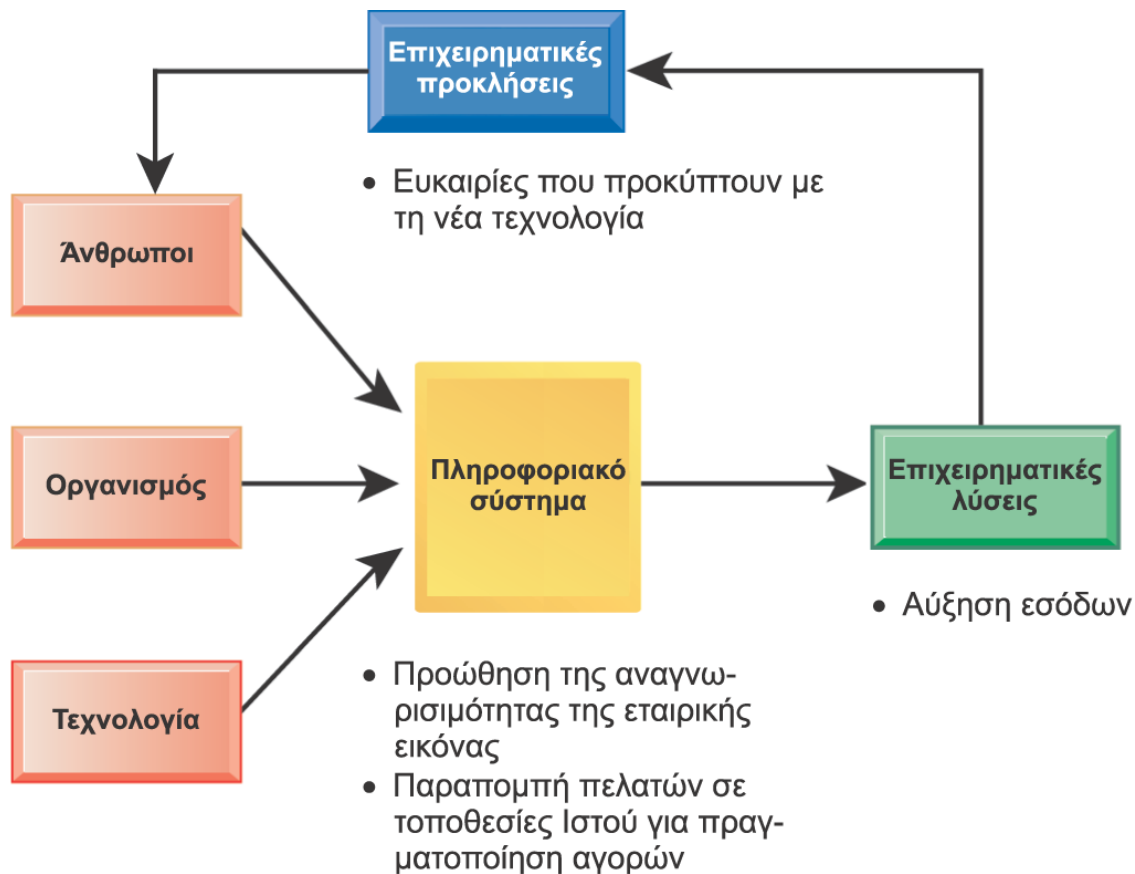 Επιχειρηματικές
προκλήσεις
• Ευκαιρίες που προκύπτουν με
τη νέα τεχνολογία
Άνθρωποι
Οργανισμός
Τεχνολογία
Πληροφοριακό
σύστημα
• Προώθηση της αναγνω-
ρισιμότητας της εταιρικής
εικόνας
• Παραπομπή πελατών σε
τοποθεσίες Ιστού για πραγ-
ματοποίηση αγορών
Επιχειρηματικές
λύσεις
• Αύξηση εσόδων